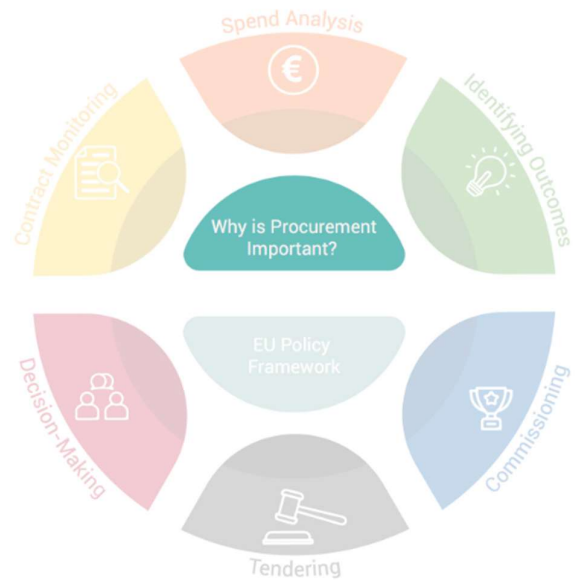 Spend Analysis
Contract Monitoring
Identifying Outcomes
€
Why is Procurement
Important?
EU Policy
Framework
Decision-Making
Commissioning
Tendering